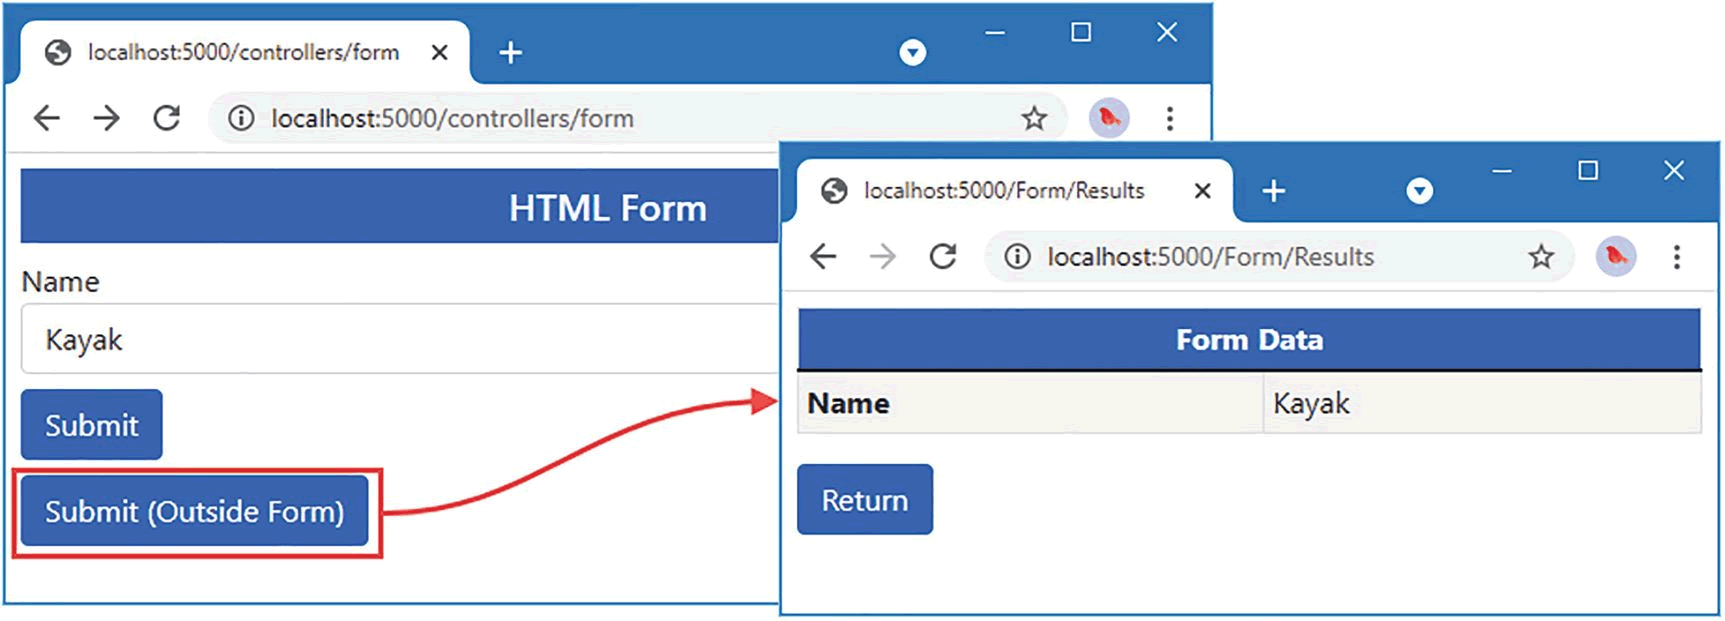 localhost:5000/controllers/form
localhost:5000/controllers/form
HTML Form
Name
Kayak
Submit
Submit (Outside Form)
localhost:5000/Form/Results
localhost:5000/Form/Results
Form Data
Name Kayak
Return